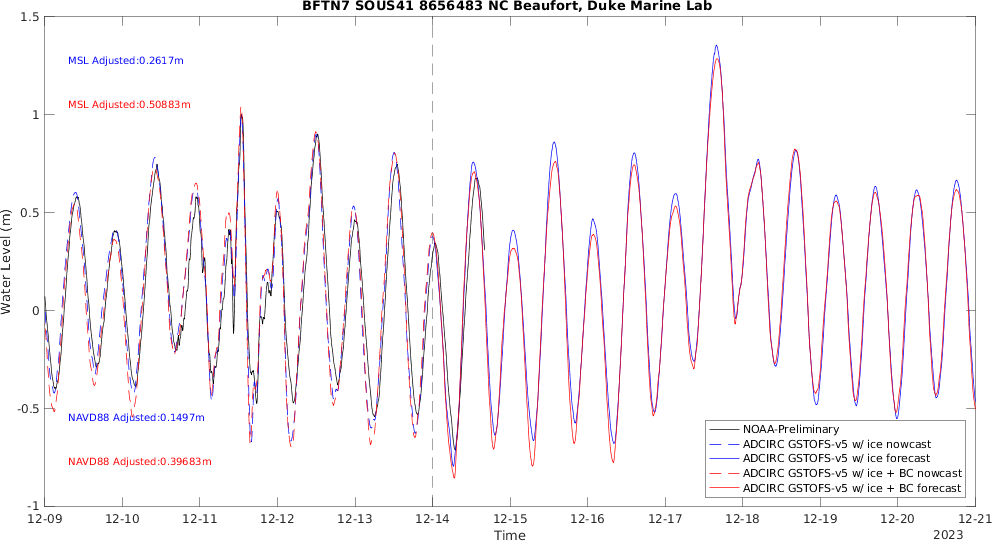 BFTN7 SOUS41 8656483 NC Beaufort, Duke Marine Lab
1.5
1
0.5
0
-0.5
-1
Water Level (m)
MSL Adjusted:0.2617m
MSL Adjusted:0.50883m
NAVD88 Adjusted:0.1497m
NAVD88 Adjusted:0.39683m
NOAA-Preliminary
ADCIRC GSTOFS-v5 w/ ice nowcast
ADCIRC GSTOFS-v5 w/ ice forecast
ADCIRC GSTOFS-v5 w/ ice + BC nowcast
ADCIRC GSTOFS-v5 w/ ice + BC forecast
12-09 12-10 12-11 12-12 12-13 12-14 12-15 12-16 12-17 12-18 12-19 12-20 12-21
Time
2023